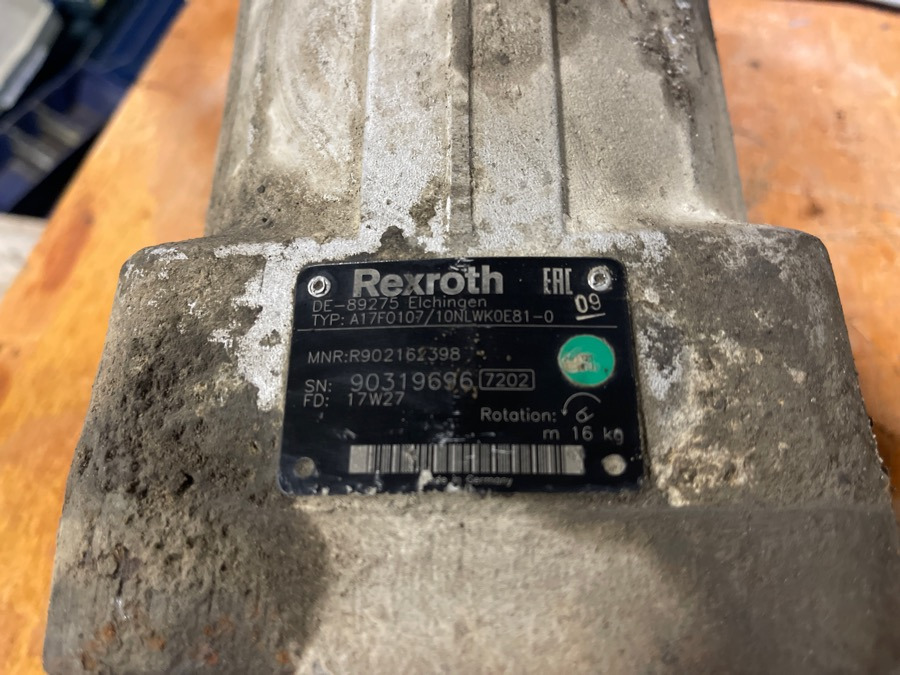 Rexroth EAC
DE-89275 Elchingen 09
TYP: A17FO107/10NLWK0E81-0
MNR:R902162398
SN: 90319696 7202
FD: 17W27
Rotation:
m 16 kg
Made in Germany